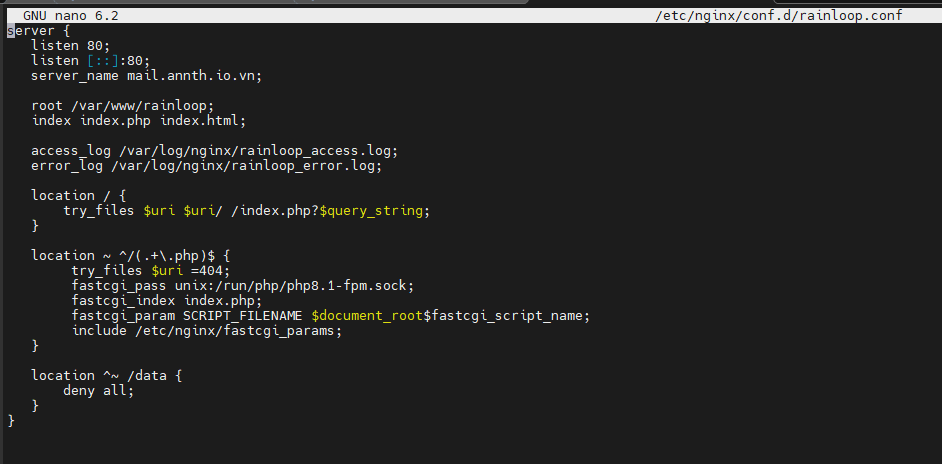 GNU nano 6.2 /etc/nginx/conf.d/rainloop.conf
server {
listen 80;
listen [::]:80;
server_name mail.annth.io.vn;
root /var/www/rainloop;
index index.php index.html;
access_log /var/log/nginx/rainloop_access.log;
error_log /var/log/nginx/rainloop_error.log;
location / {
try_files $uri $uri/ /index.php?$query_string;
}
location ~ ^/(.+\.php)$ {
try_files $uri =404;
fastcgi_pass unix:/run/php/php8.1-fpm.sock;
fastcgi_index index.php;
fastcgi_param SCRIPT_FILENAME $document_root$fastcgi_script_name;
include /etc/nginx/fastcgi_params;
}
location ^~ /data {
deny all;
}
}